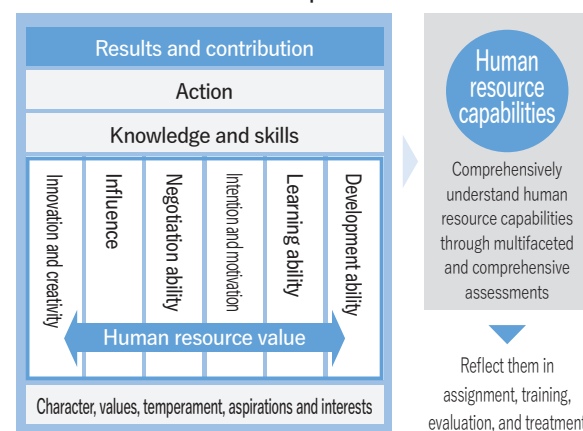 Results and contribution
Action
Knowledge and skills
Innovation and creativity
Influence
Negotiation ability
Intention and motivation
Learning ability
Development ability
Human resource value
Character, values, temperament, aspirations and interests
Human
resource
capabilities
Comprehensively
understand human
resource capabilities
through multifaceted
and comprehensive
assessments
Reflect them in
assignment, training,
evaluation, and treatment